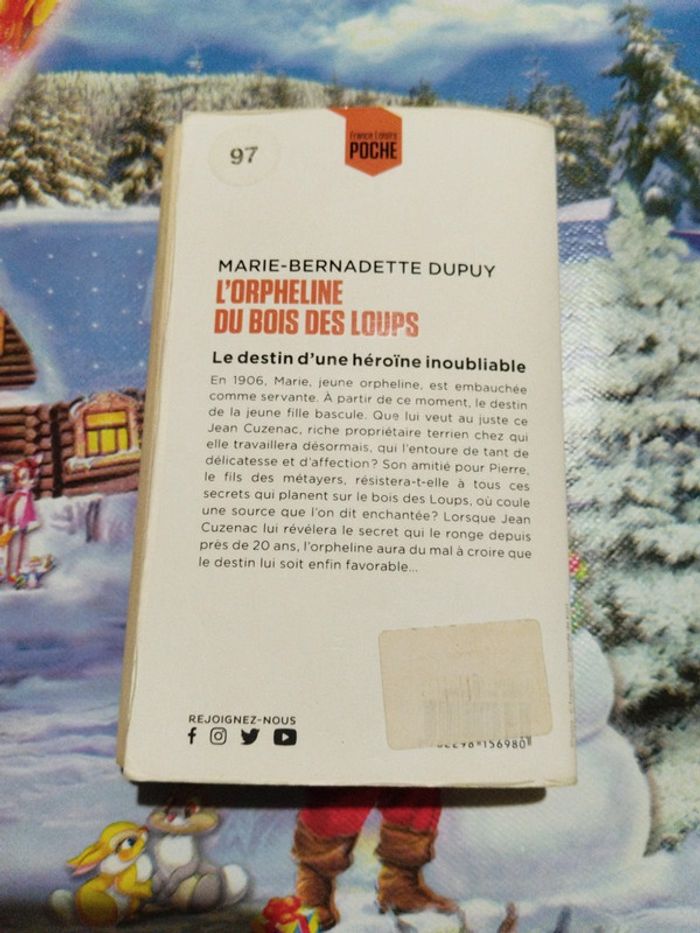 97
France Loisirs
POCHE
MARIE-BERNADETTE DUPUY
L'ORPHELINE
DU BOIS DES LOUPS
Le destin d'une héroïne inoubliable
En 1906, Marie, jeune orpheline, est embauchée
comme servante. À partir de ce moment, le destin
de la jeune fille bascule. Que lui veut au juste ce
Jean Cuzenac, riche propriétaire terrien chez qui
elle travaillera désormais, qui l'entoure de tant de
délicatesse et d'affection ? Son amitié pour Pierre,
le fils des métayers, résistera-t-elle à tous ces
secrets qui planent sur le bois des Loups, où coule
une source que l'on dit enchantée ? Lorsque Jean
Cuzenac lui révélera le secret qui le ronge depuis
près de 20 ans, l'orpheline aura du mal à croire que
le destin lui soit enfin favorable...
REJOIGNEZ-NOUS
156980